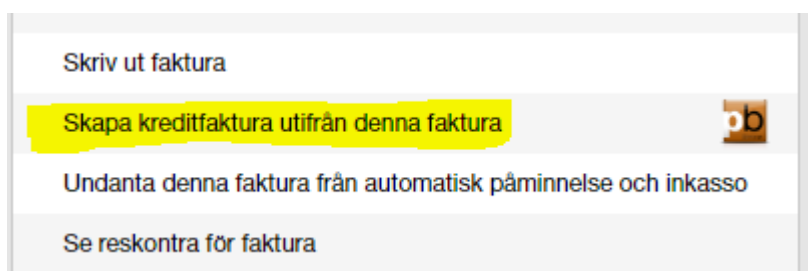 Skriv ut faktura
Skapa kreditfaktura utifrån denna faktura
pb
Undanta denna faktura från automatisk påminnelse och inkasso
Se reskontra för faktura